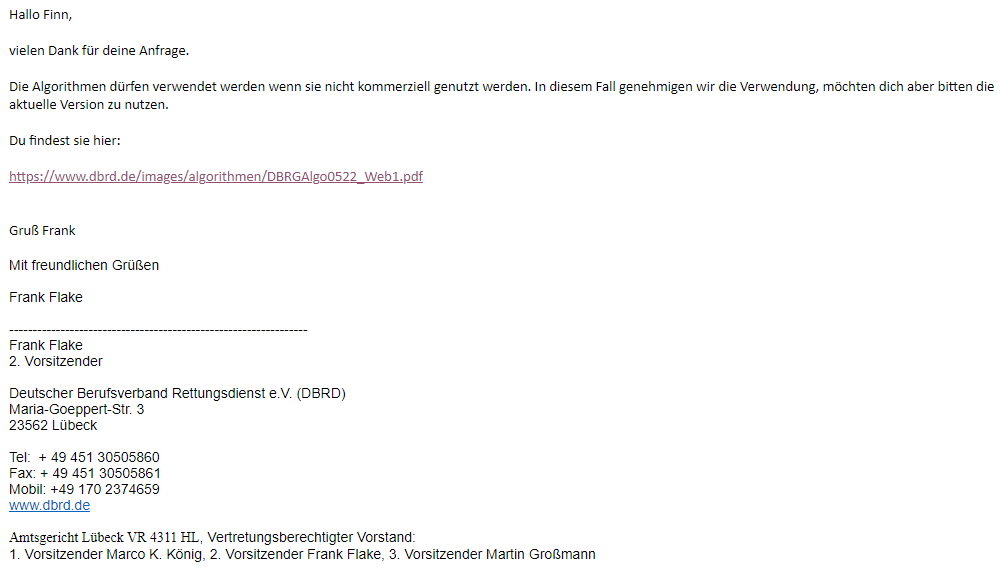 Hallo Finn,
vielen Dank für deine Anfrage.
Die Algorithmen dürfen verwendet werden wenn sie nicht kommerziell genutzt werden. In diesem Fall genehmigen wir die Verwendung, möchten dich aber bitten die
aktuelle Version zu nutzen.
Du findest sie hier:
https://www.dbrd.de/images/algorithmen/DBRGAlgo0522_Web1.pdf
Gruß Frank
Mit freundlichen Grüßen
Frank Flake
----------------------------------------------------------------
Frank Flake
2. Vorsitzender
Deutscher Berufsverband Rettungsdienst e.V. (DBRD)
Maria-Goeppert-Str. 3
23562 Lübeck
Tel:  + 49 451 30505860
Fax: + 49 451 30505861
Mobil: +49 170 2374659
www.dbrd.de
Amtsgericht Lübeck VR 4311 HL, Vertretungsberechtigter Vorstand:
1. Vorsitzender Marco K. König, 2. Vorsitzender Frank Flake, 3. Vorsitzender Martin Großmann